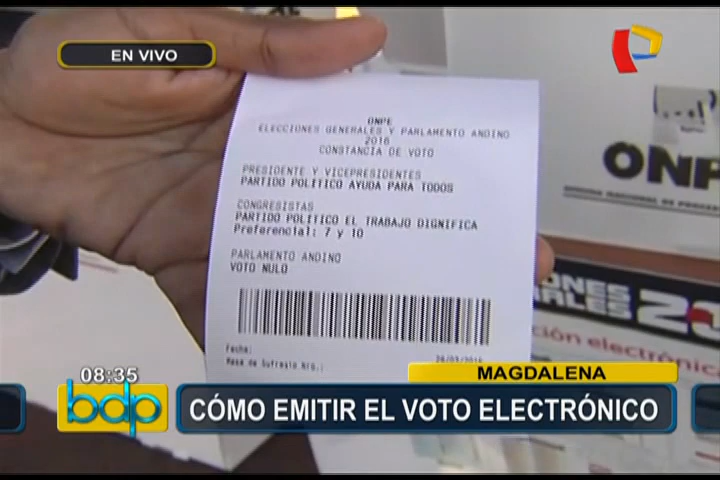 EN VIVO
ONPE
ELECCIONES GENERALES Y PARLAMENTO ANDINO
2016
CONSTANCIA DE VOTO
PRESIDENTE Y VICEPRESIDENTES
PARTIDO POLITICO AYUDA PARA TODOS
CONGRESISTAS
PARTIDO POLITICO EL TRABAJO DIGNIFICA
Preferencial: 7 y 10
PARLAMENTO ANDINO
VOTO NULO
Fecha:
Mesa de Sufragio Nro.:
ONPE
08:35
bdp
MAGDALENA
CÓMO EMITIR EL VOTO ELECTRÓNICO